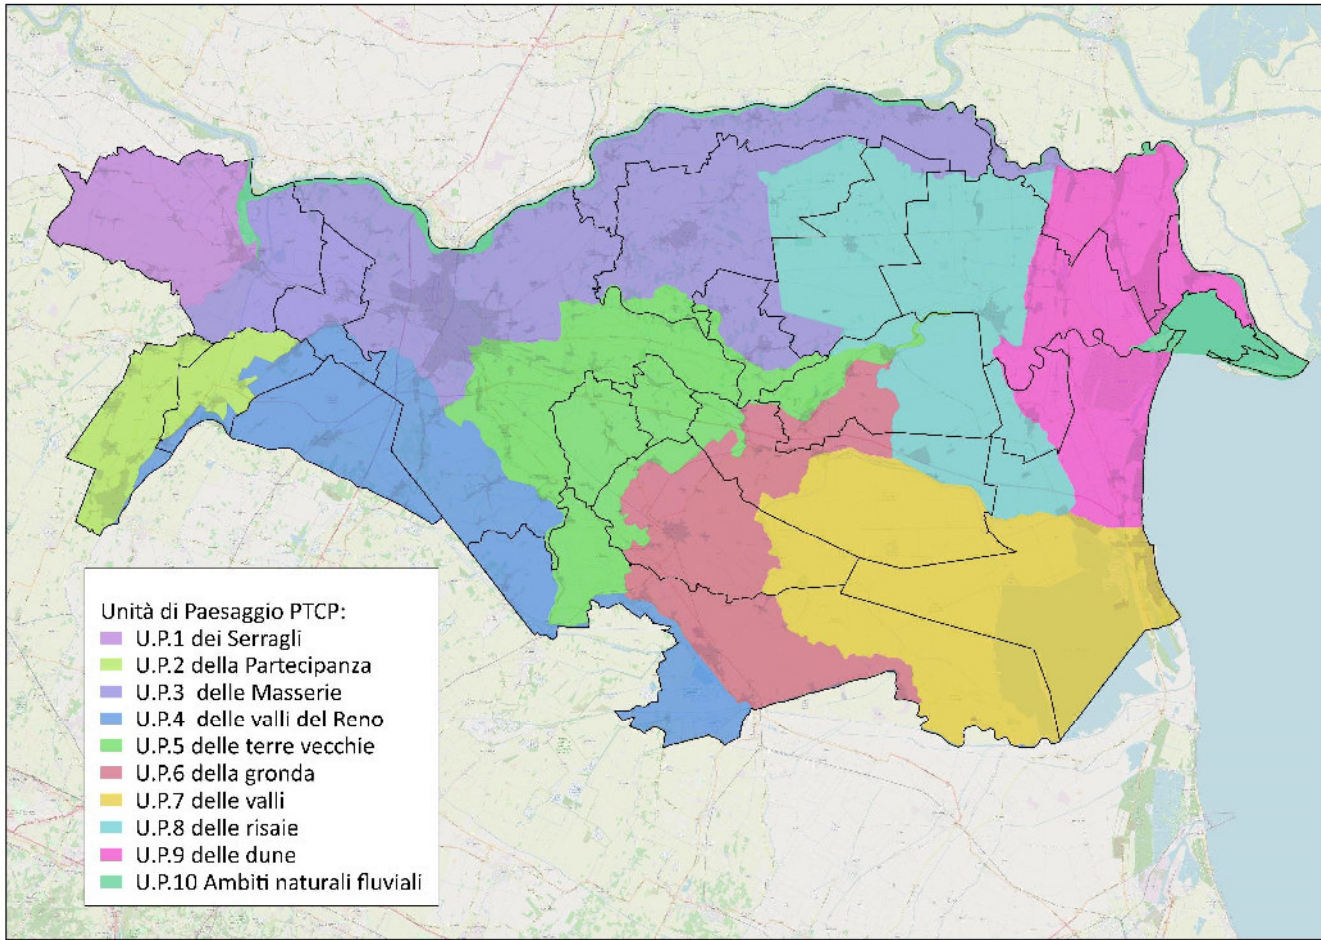 Unità di Paesaggio PTCP:
U.P.1 dei Serragli
U.P.2 della Partecipanza
U.P.3 delle Masserie
U.P.4 delle valli del Reno
U.P.5 delle terre vecchie
U.P.6 della gronda
U.P.7 delle valli
U.P.8 delle risaie
U.P.9 delle dune
U.P.10 Ambiti naturali fluviali